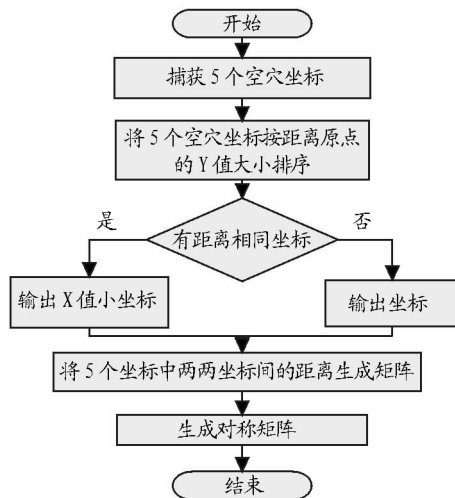 开始
捕获5个空穴坐标
将5个空穴坐标按距离原点
的Y值大小排序
有距离相同坐标
是
否
输出X值小坐标
输出坐标
将5个坐标中两两坐标间的距离生成矩阵
生成对称矩阵
结束